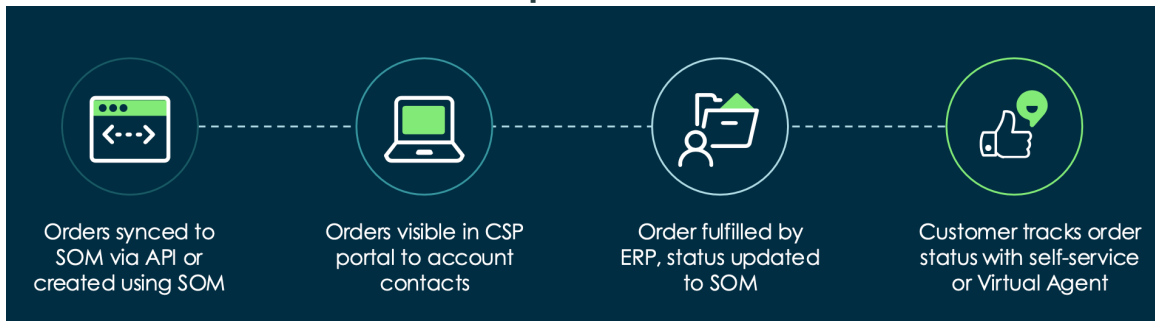 Orders synced to
SOM via API or
created using SOM
Orders visible in CSP
portal to account
contacts
Order fulfilled by
ERP, status updated
to SOM
Customer tracks order
status with self-service
or Virtual Agent